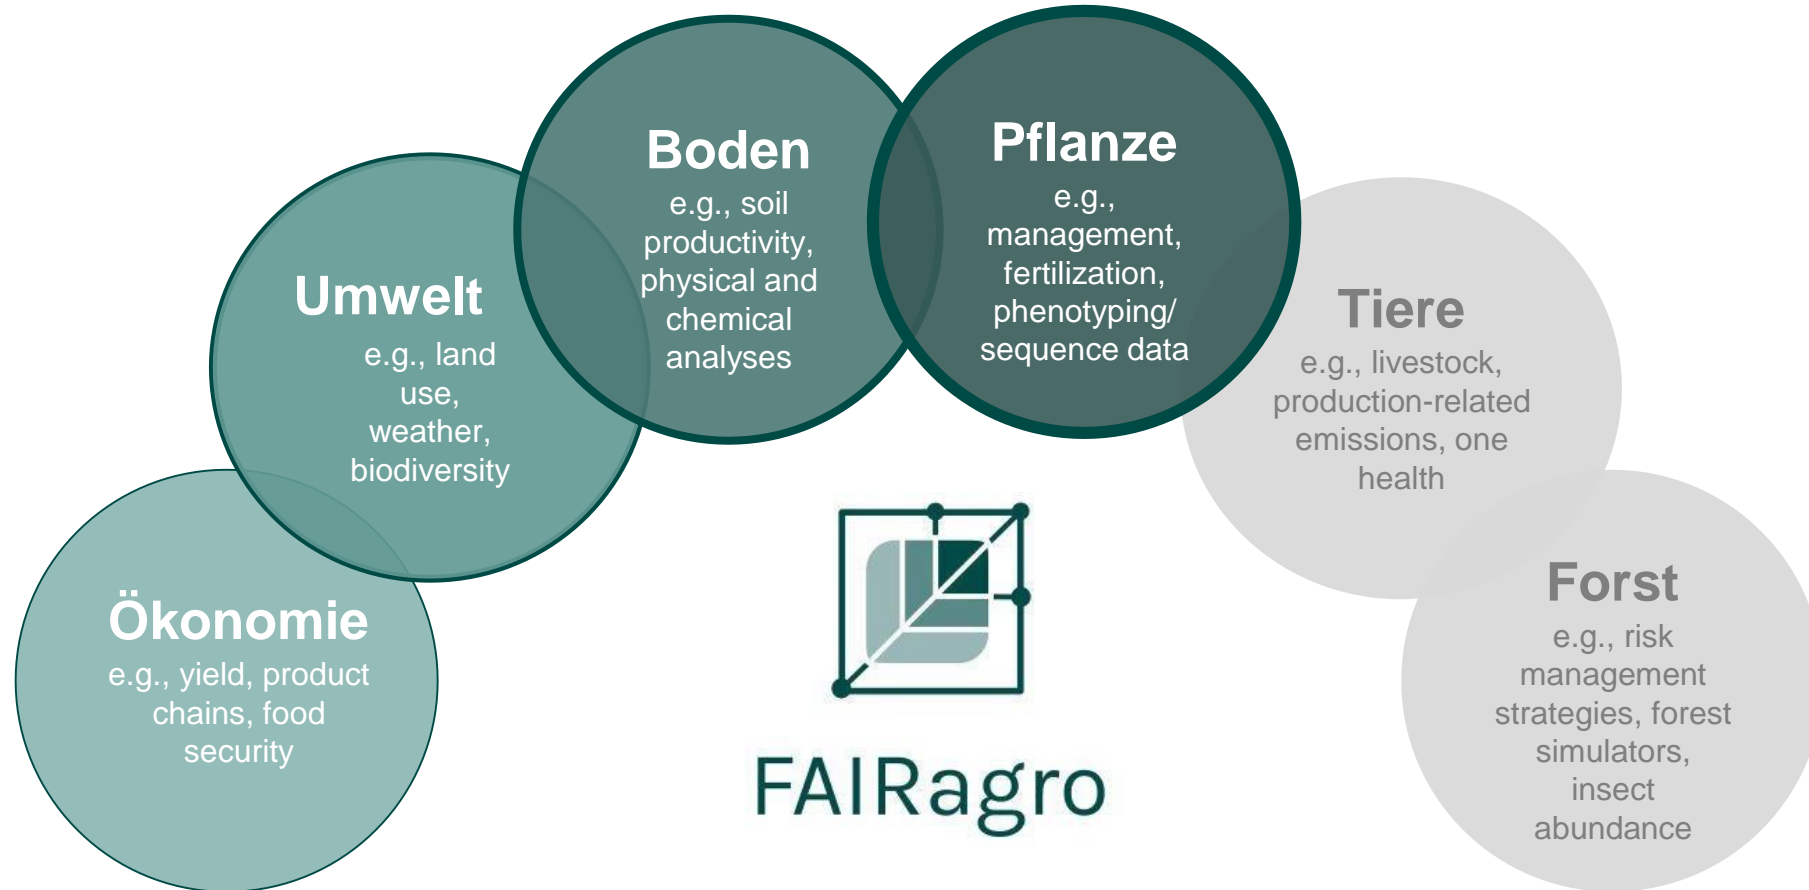 Ökonomie
e.g., yield, product
chains, food
security
Umwelt
e.g., land
use,
weather,
biodiversity
Boden
e.g., soil
productivity,
physical and
chemical
analyses
Pflanze
e.g.,
management,
fertilization,
phenotyping/
sequence data
Tiere
e.g., livestock,
production-related
emissions, one
health
Forst
e.g., risk
management
strategies, forest
simulators,
insect
abundance
FAIRagro